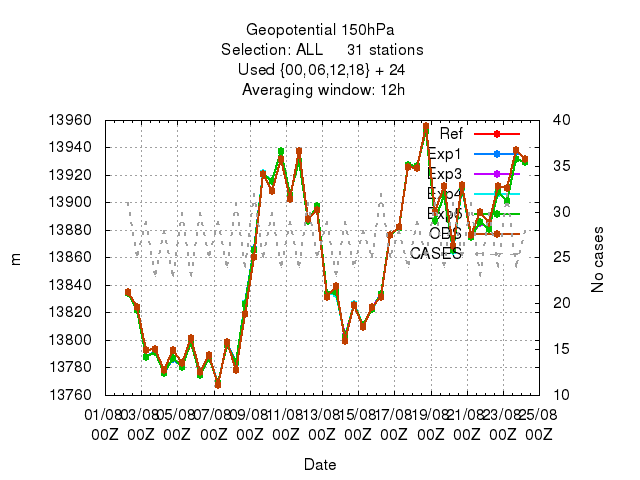 Geopotential 150hPa
Selection: ALL 31 stations
Used {00,06,12,18} + 24
Averaging window: 12h
13960
13940
13920
13900
13880
13860
13840
13820
13800
13780
13760
m
40
35
30
25
20
15
10
No cases
Ref
Exp1
Exp3
Exp4
Exp5
OBS
CASES
01/08 03/08 05/08 07/08 09/08 11/08 13/08 15/08 17/08 19/08 21/08 23/08 25/08
00Z 00Z 00Z 00Z 00Z 00Z 00Z 00Z 00Z 00Z 00Z 00Z 00Z
Date